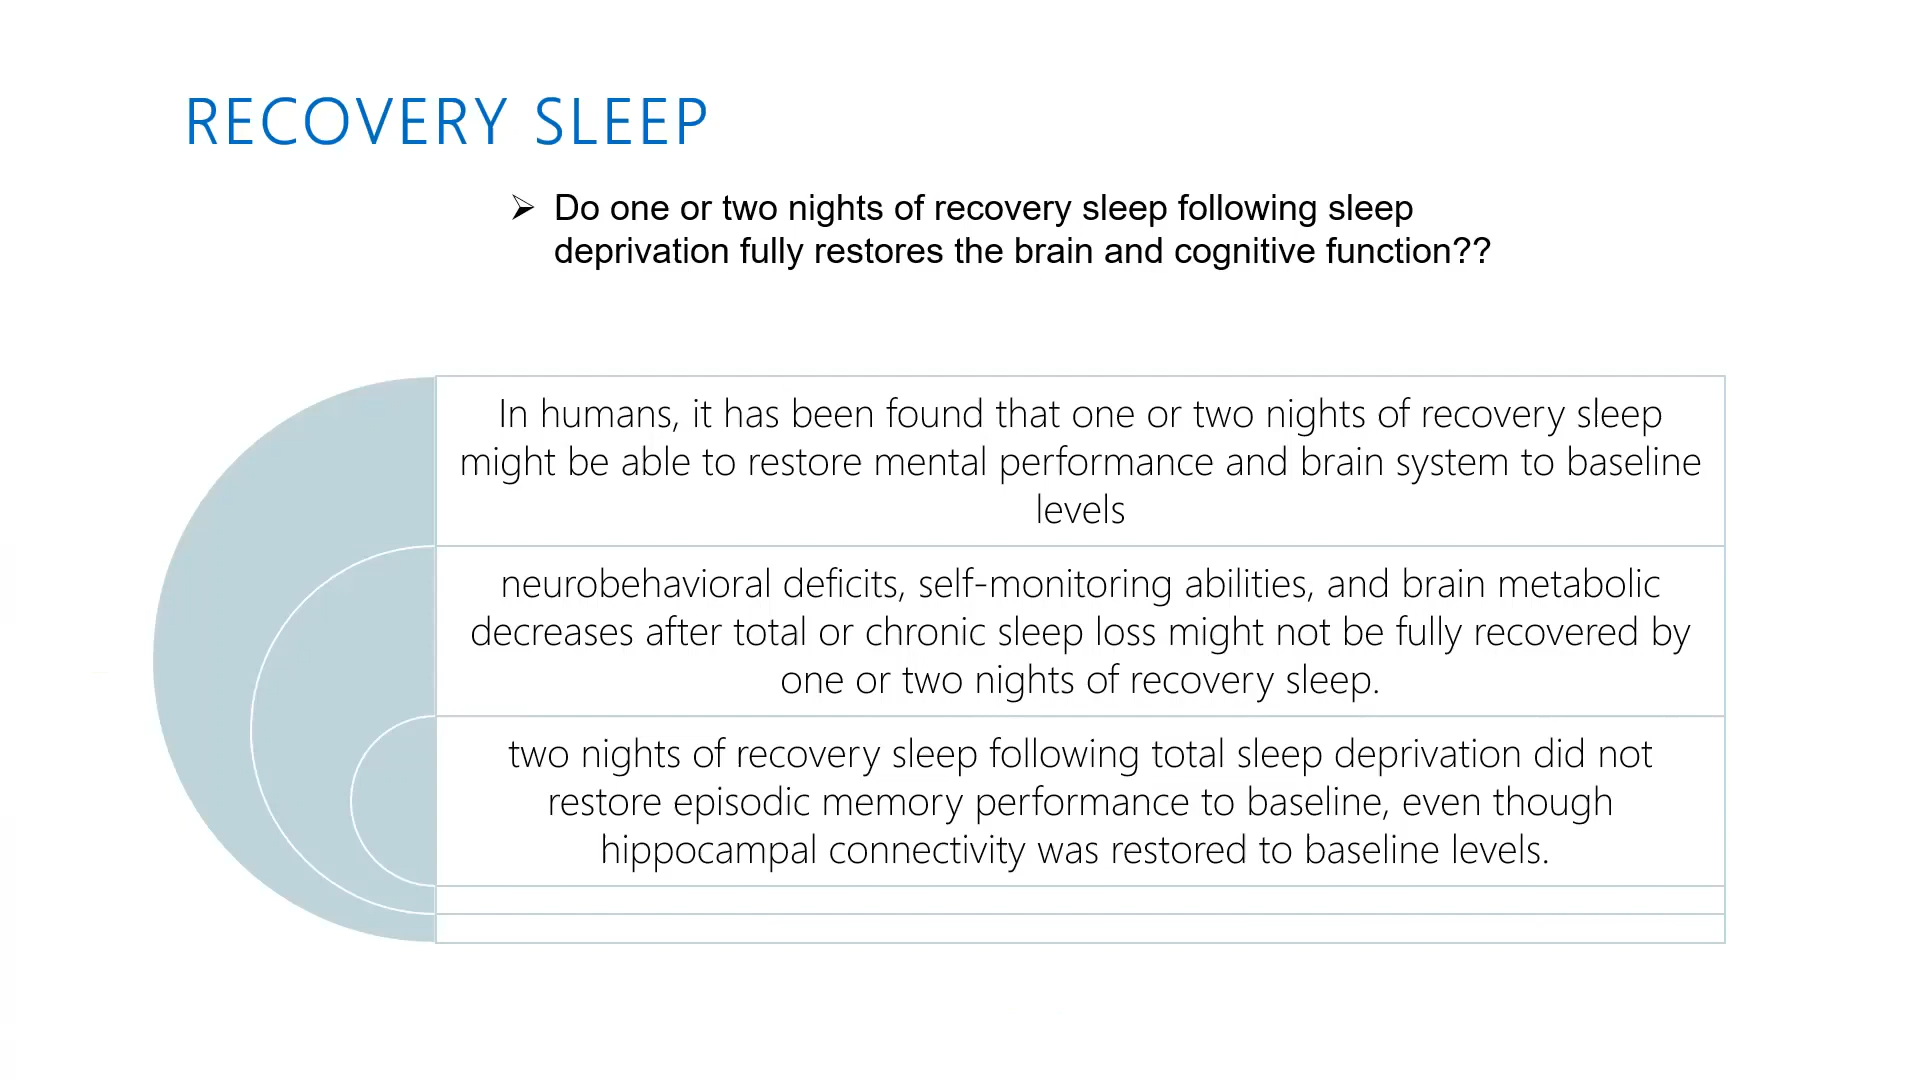 RECOVERY SLEEP
➢ Do one or two nights of recovery sleep following sleep
deprivation fully restores the brain and cognitive function??
In humans, it has been found that one or two nights of recovery sleep
might be able to restore mental performance and brain system to baseline
levels
neurobehavioral deficits, self-monitoring abilities, and brain metabolic
decreases after total or chronic sleep loss might not be fully recovered by
one or two nights of recovery sleep.
two nights of recovery sleep following total sleep deprivation did not
restore episodic memory performance to baseline, even though
hippocampal connectivity was restored to baseline levels.